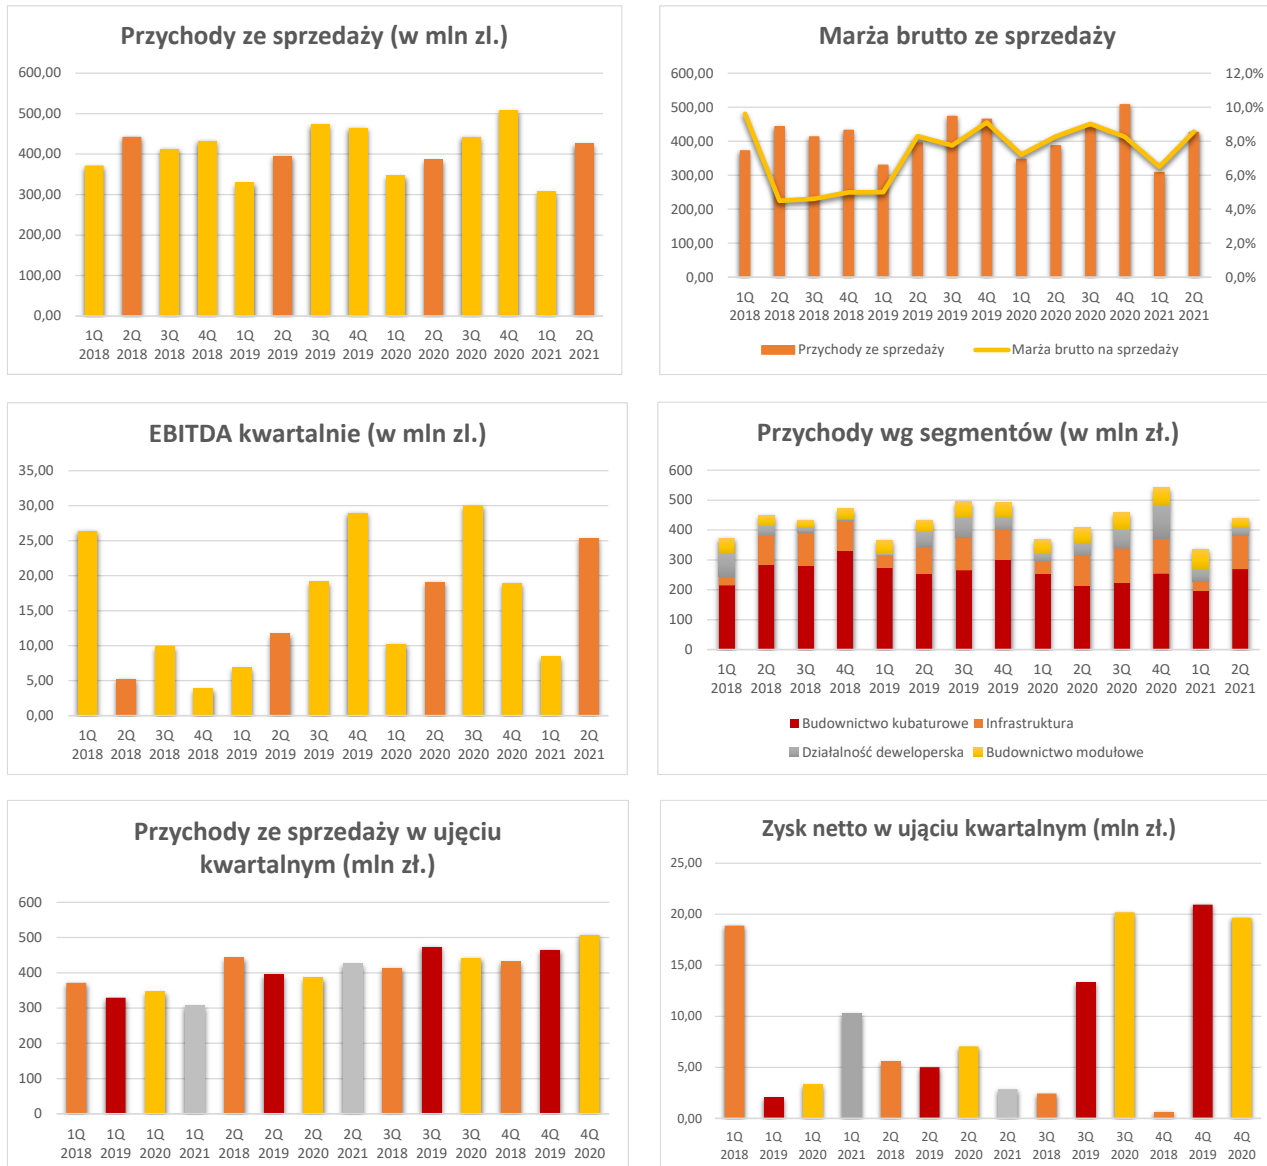 Przychody ze sprzedaży (w mln zl.)
600,00
500,00
400,00
300,00
200,00
100,00
0,00
1Q 2Q 3Q 4Q 1Q 2Q 3Q 4Q 1Q 2Q 3Q 4Q 1Q 2Q
2018 2018 2018 2018 2019 2019 2019 2019 2020 2020 2020 2020 2021 2021
Marża brutto ze sprzedaży
600,00 12,0%
500,00 10,0%
400,00 8,0%
300,00 6,0%
200,00 4,0%
100,00 2,0%
0,00 0,0%
1Q 2Q 3Q 4Q 1Q 2Q 3Q 4Q 1Q 2Q 3Q 4Q 1Q 2Q
2018 2018 2018 2018 2019 2019 2019 2019 2020 2020 2020 2020 2021 2021
Przychody ze sprzedaży Marża brutto na sprzedaży
EBITDA kwartalnie (w mln zl.)
35,00
30,00
25,00
20,00
15,00
10,00
5,00
0,00
1Q 2Q 3Q 4Q 1Q 2Q 3Q 4Q 1Q 2Q 3Q 4Q 1Q 2Q
2018 2018 2018 2018 2019 2019 2019 2019 2020 2020 2020 2020 2021 2021
Przychody wg segmentów (w mln zł.)
600
500
400
300
200
100
0
1Q 2Q 3Q 4Q 1Q 2Q 3Q 4Q 1Q 2Q 3Q 4Q 1Q 2Q
2018 2018 2018 2018 2019 2019 2019 2019 2020 2020 2020 2020 2021 2021
Budownictwo kubaturowe Infrastruktura
Działalność deweloperska Budownictwo modułowe
Przychody ze sprzedaży w ujęciu
kwartalnym (mln zł.)
600
500
400
300
200
100
0
1Q 1Q 1Q 1Q 2Q 2Q 2Q 2Q 3Q 3Q 3Q 4Q 4Q 4Q
2018 2019 2020 2021 2018 2019 2020 2021 2018 2019 2020 2018 2019 2020
Zysk netto w ująciu kwartalnym (mln zł.)
25,00
20,00
15,00
10,00
5,00
0,00
1Q 1Q 1Q 1Q 2Q 2Q 2Q 2Q 3Q 3Q 3Q 4Q 4Q 4Q
2018 2019 2020 2021 2018 2019 2020 2021 2018 2019 2020 2018 2019 2020